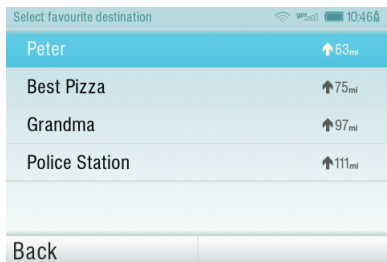 Select favourite destination 10:46
Peter 63mi
Best Pizza 75mi
Grandma 97mi
Police Station 111mi
Back